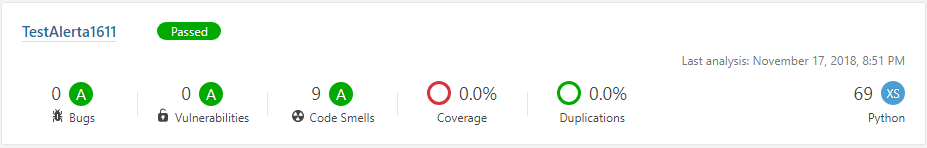 TestAlerta1611 Passed
Last analysis: November 17, 2018, 8:51 PM
0 A 0 A 9 A 0.0% 0.0% 69 XS
Bugs Vulnerabilities Code Smells Coverage Duplications Python